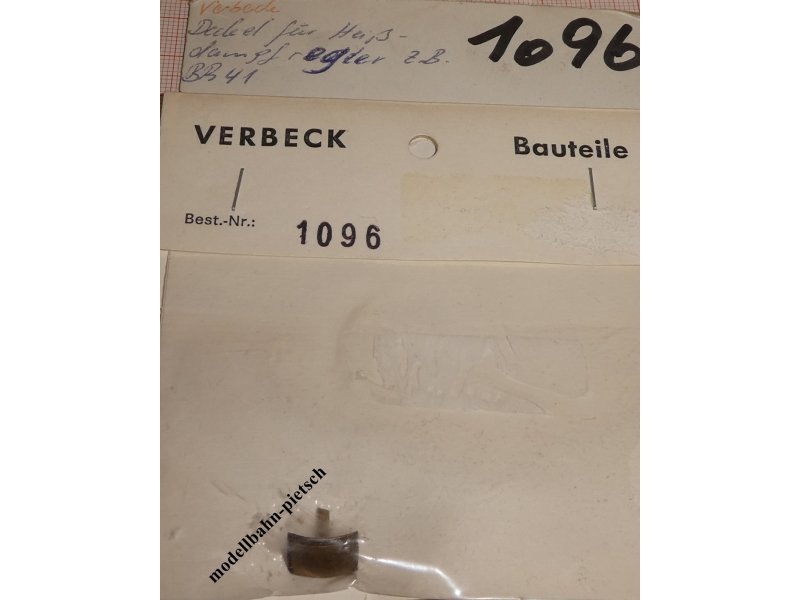 Verbeck
Deckel für Heiß-
dampfregler z.B.
BR 41
1096
VERBECK
Bauteile
Best.-Nr.:
1096
modellbahn-pietsch